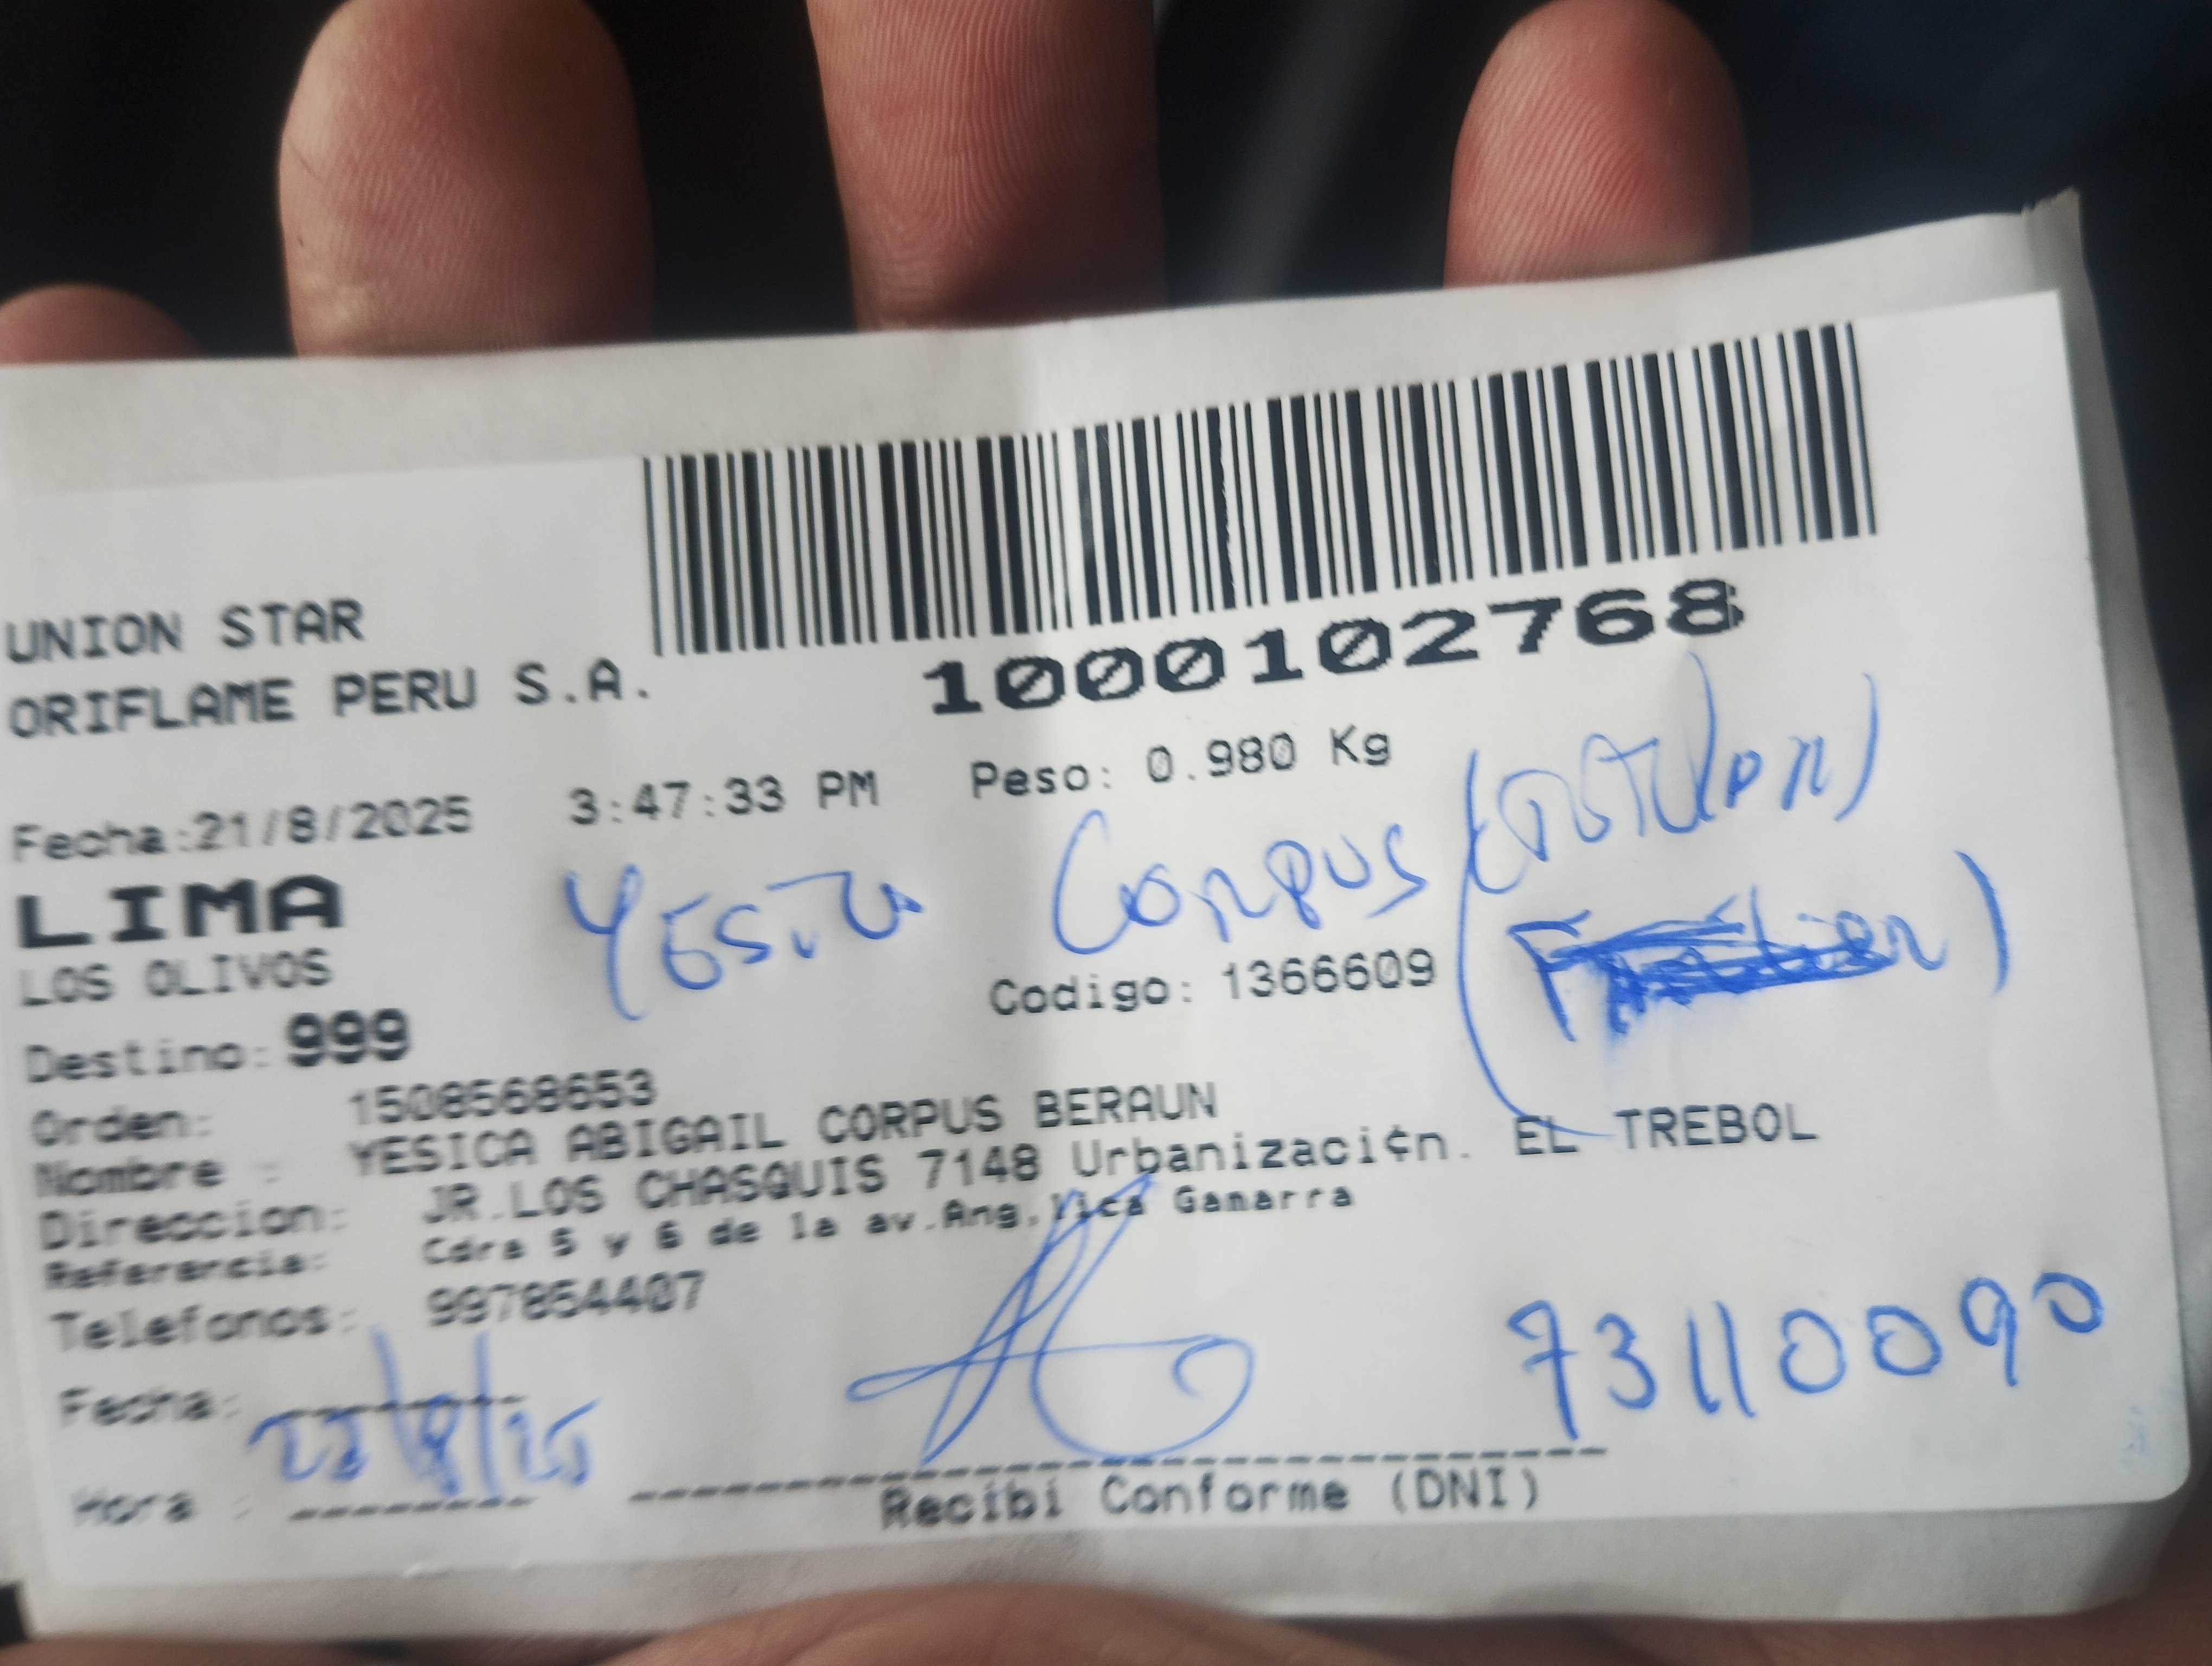 1000102768
UNION STAR
ORIFLAME PERU S.A.
Fecha:21/8/2025 3:47:33 PM Peso: 0.980 Kg
LIMA
Corpus
LOS OLIVOS
Codigo: 1366609
Destino: 999
Orden: 1508568653
Nombre : YESICA ABIGAIL CORPUS BERAUN
Direccion: JR.LOS CHASQUIS 7148 Urbanizaci¢n. EL TREBOL
Referencia: Cdra 5 y 6 de la av.Ang‚lica Gamarra
Telefonos: 997854407
73110090
Fecha:
Hora :
Recibi Conforme (DNI)